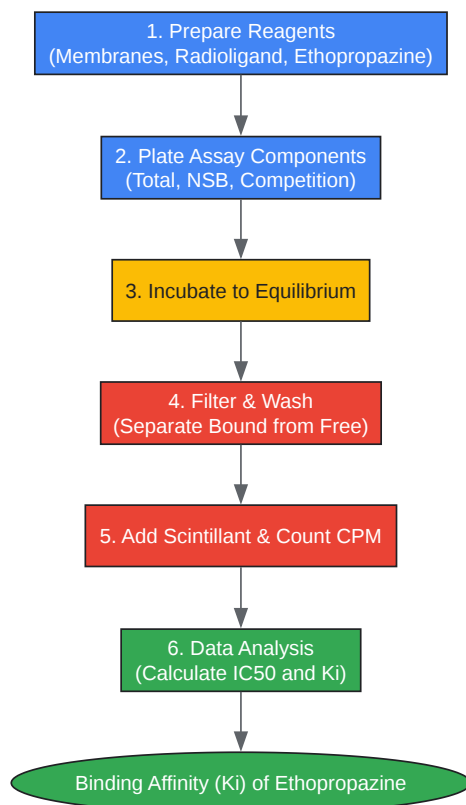 1. Prepare Reagents
(Membranes, Radioligand, Ethopropazine)
2. Plate Assay Components
(Total, NSB, Competition)
3. Incubate to Equilibrium
4. Filter & Wash
(Separate Bound from Free)
5. Add Scintillant & Count CPM
6. Data Analysis
(Calculate IC50 and Ki)
Binding Affinity (Ki) of Ethopropazine